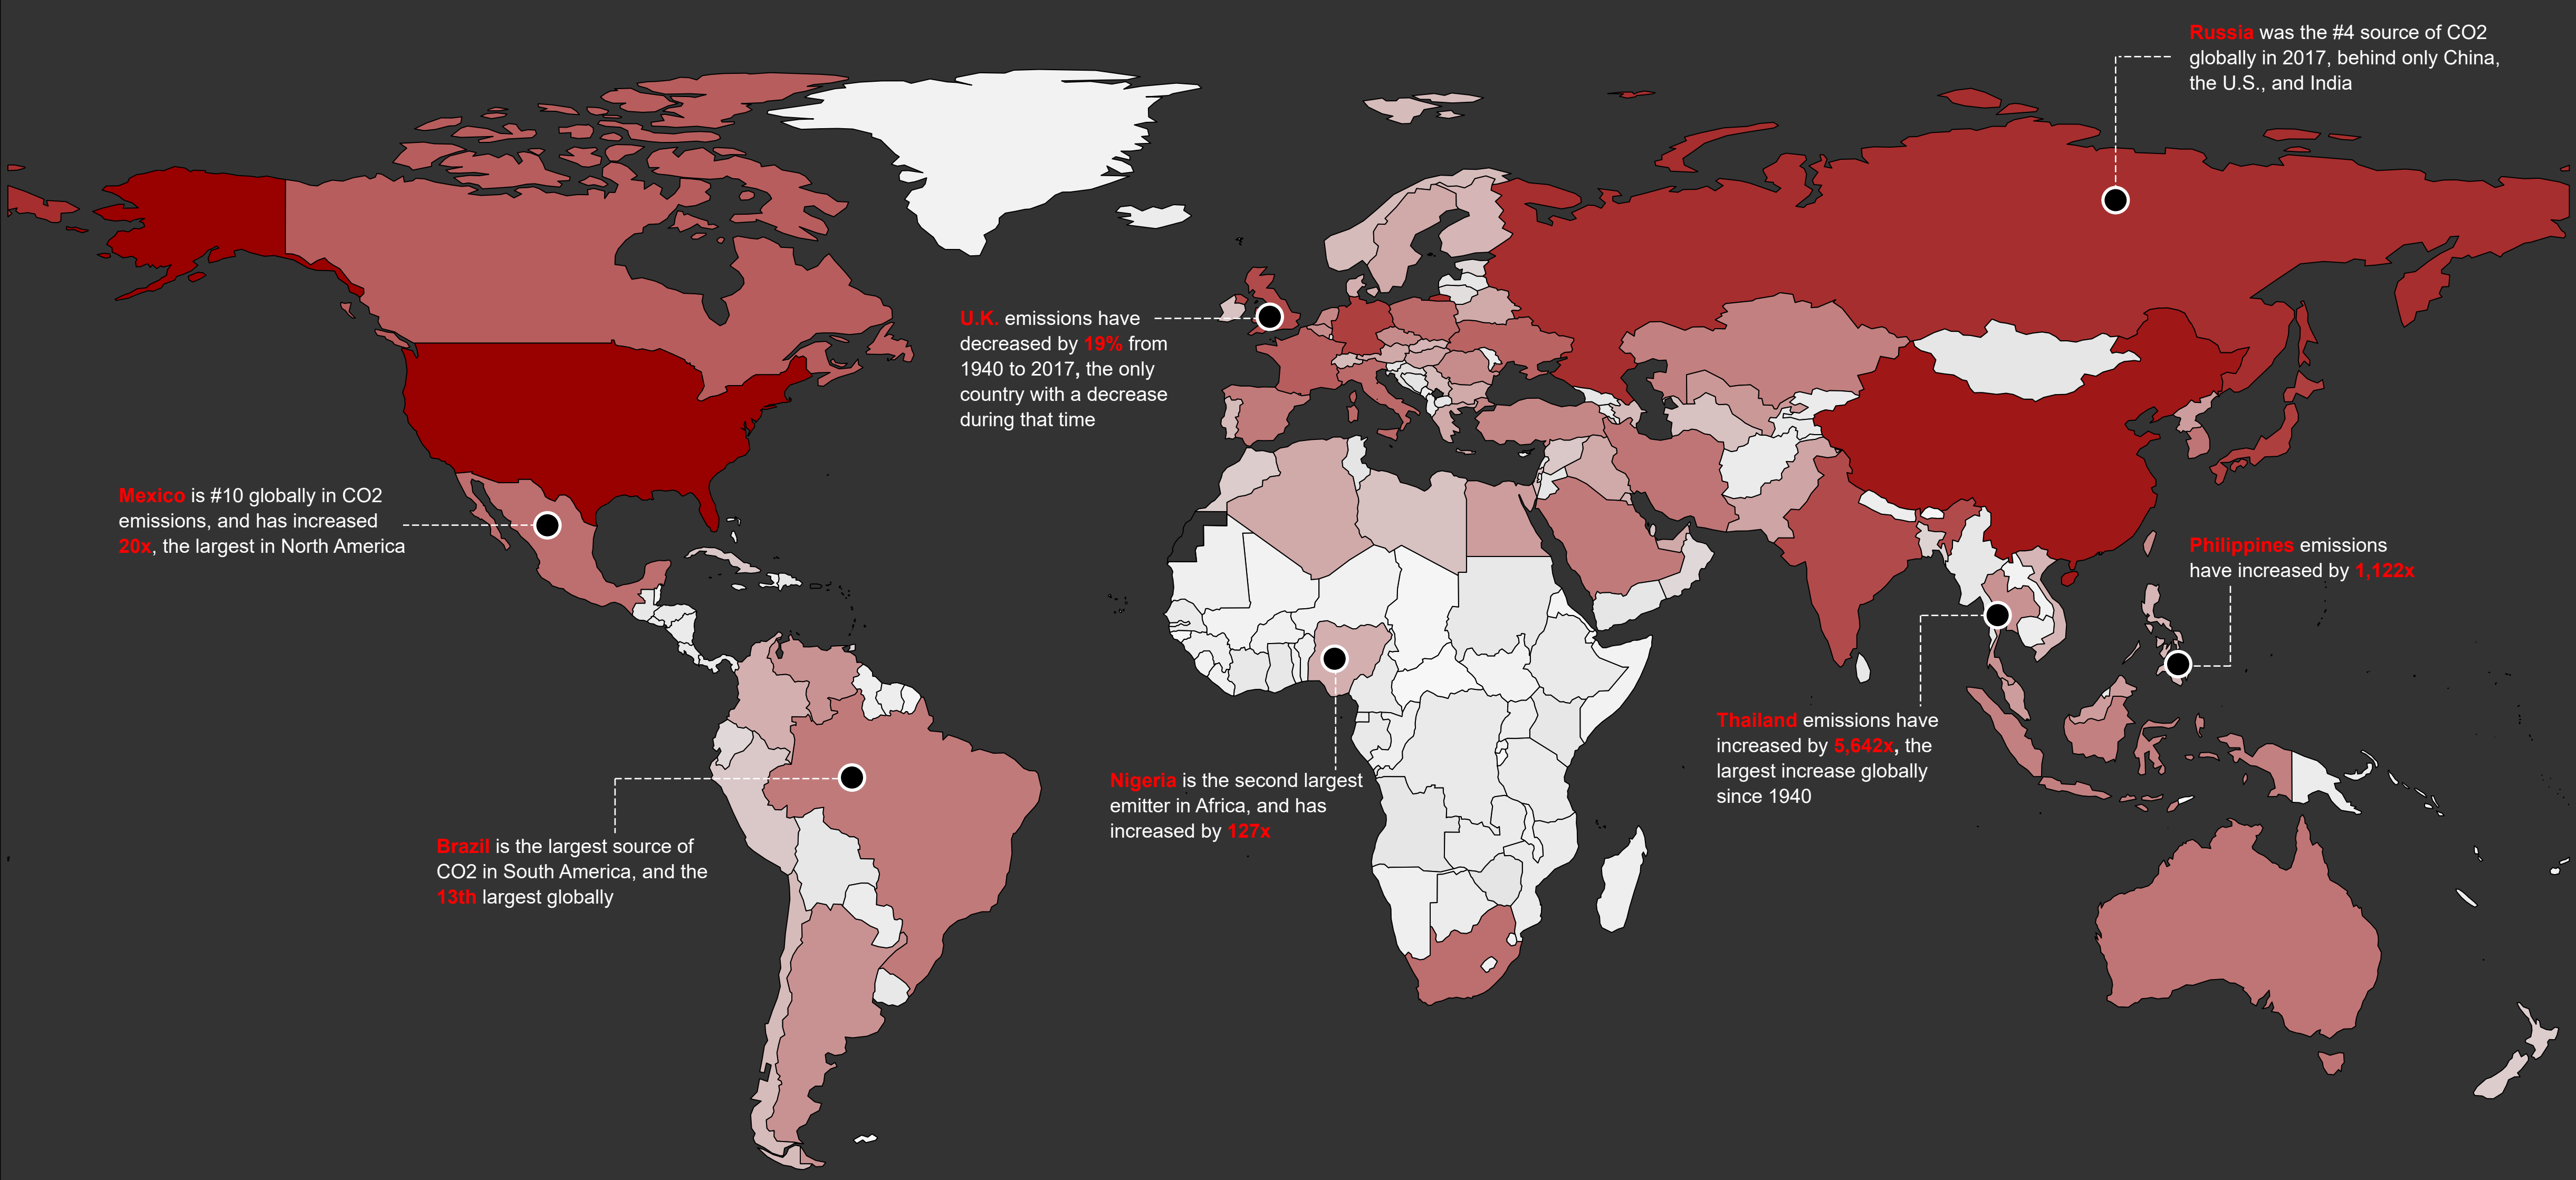 Russia was the #4 source of CO2
globally in 2017, behind only China,
the U.S., and India
U.K. emissions have
decreased by 19% from
1940 to 2017, the only
country with a decrease
during that time
Mexico is #10 globally in CO2
emissions, and has increased
20x, the largest in North America
Philippines emissions
have increased by 1,122x
Thailand emissions have
increased by 5,642x, the
largest increase globally
since 1940
Nigeria is the second largest
emitter in Africa, and has
increased by 127x
Brazil is the largest source of
CO2 in South America, and the
13th largest globally